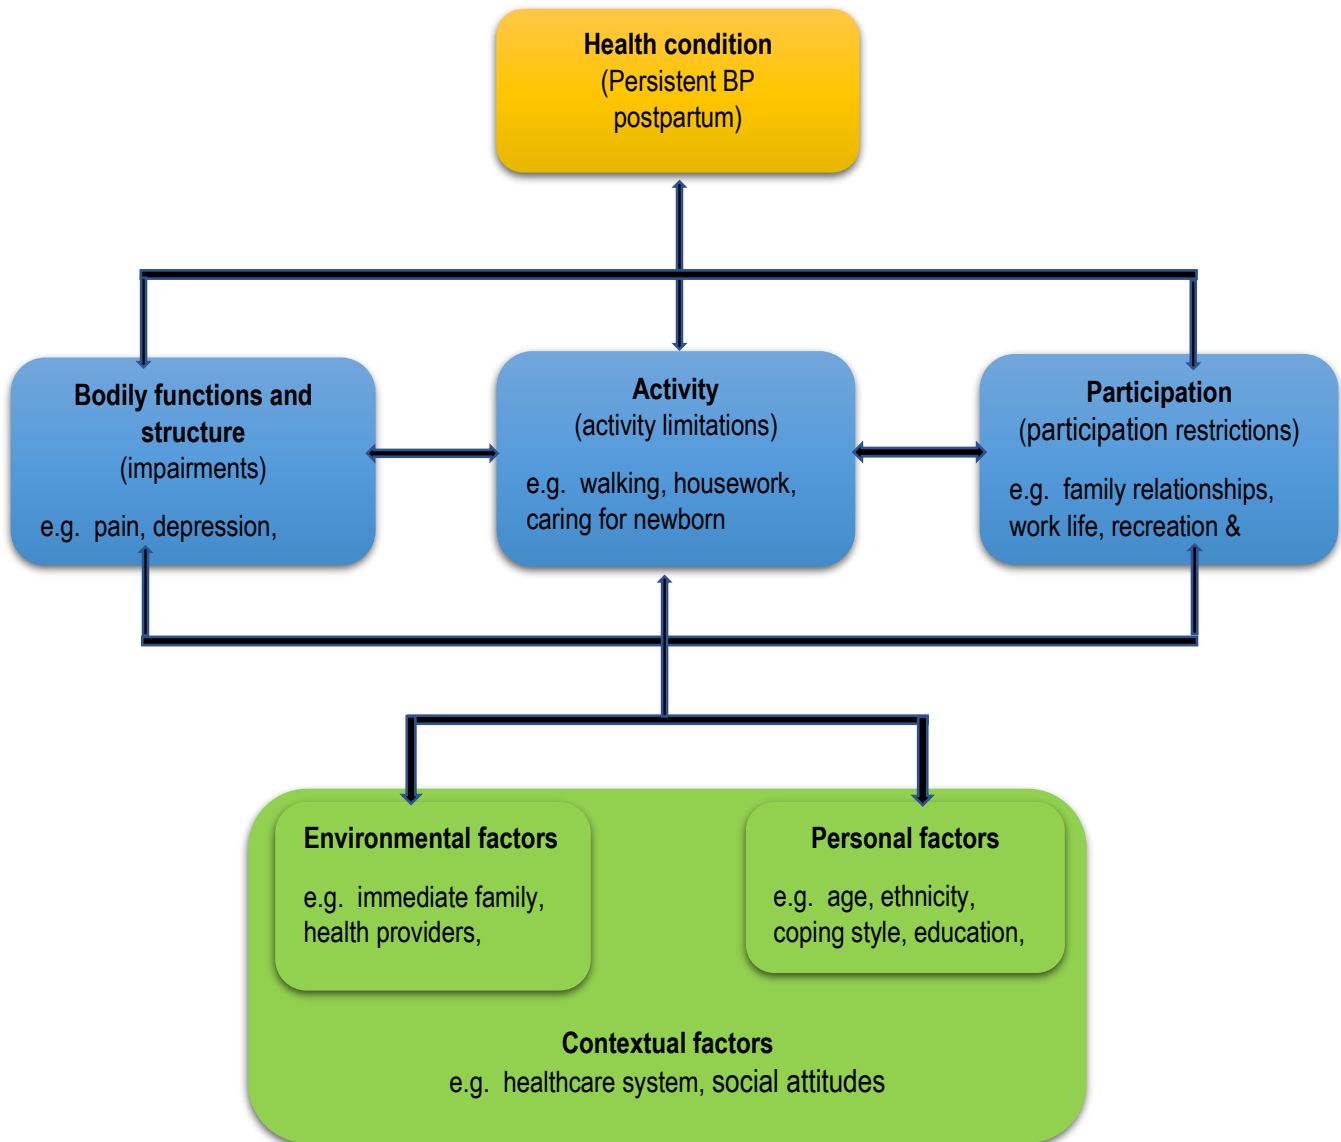 Health condition
(Persistent BP
postpartum)
Bodily functions and
structure
(impairments)
e.g. pain, depression,
Activity
(activity limitations)
e.g. walking, housework,
caring for newborn
Participation
(participation restrictions)
e.g. family relationships,
work life, recreation &
Environmental factors
e.g. immediate family,
health providers,
Personal factors
e.g. age, ethnicity,
coping style, education,
Contextual factors
e.g. healthcare system, social attitudes